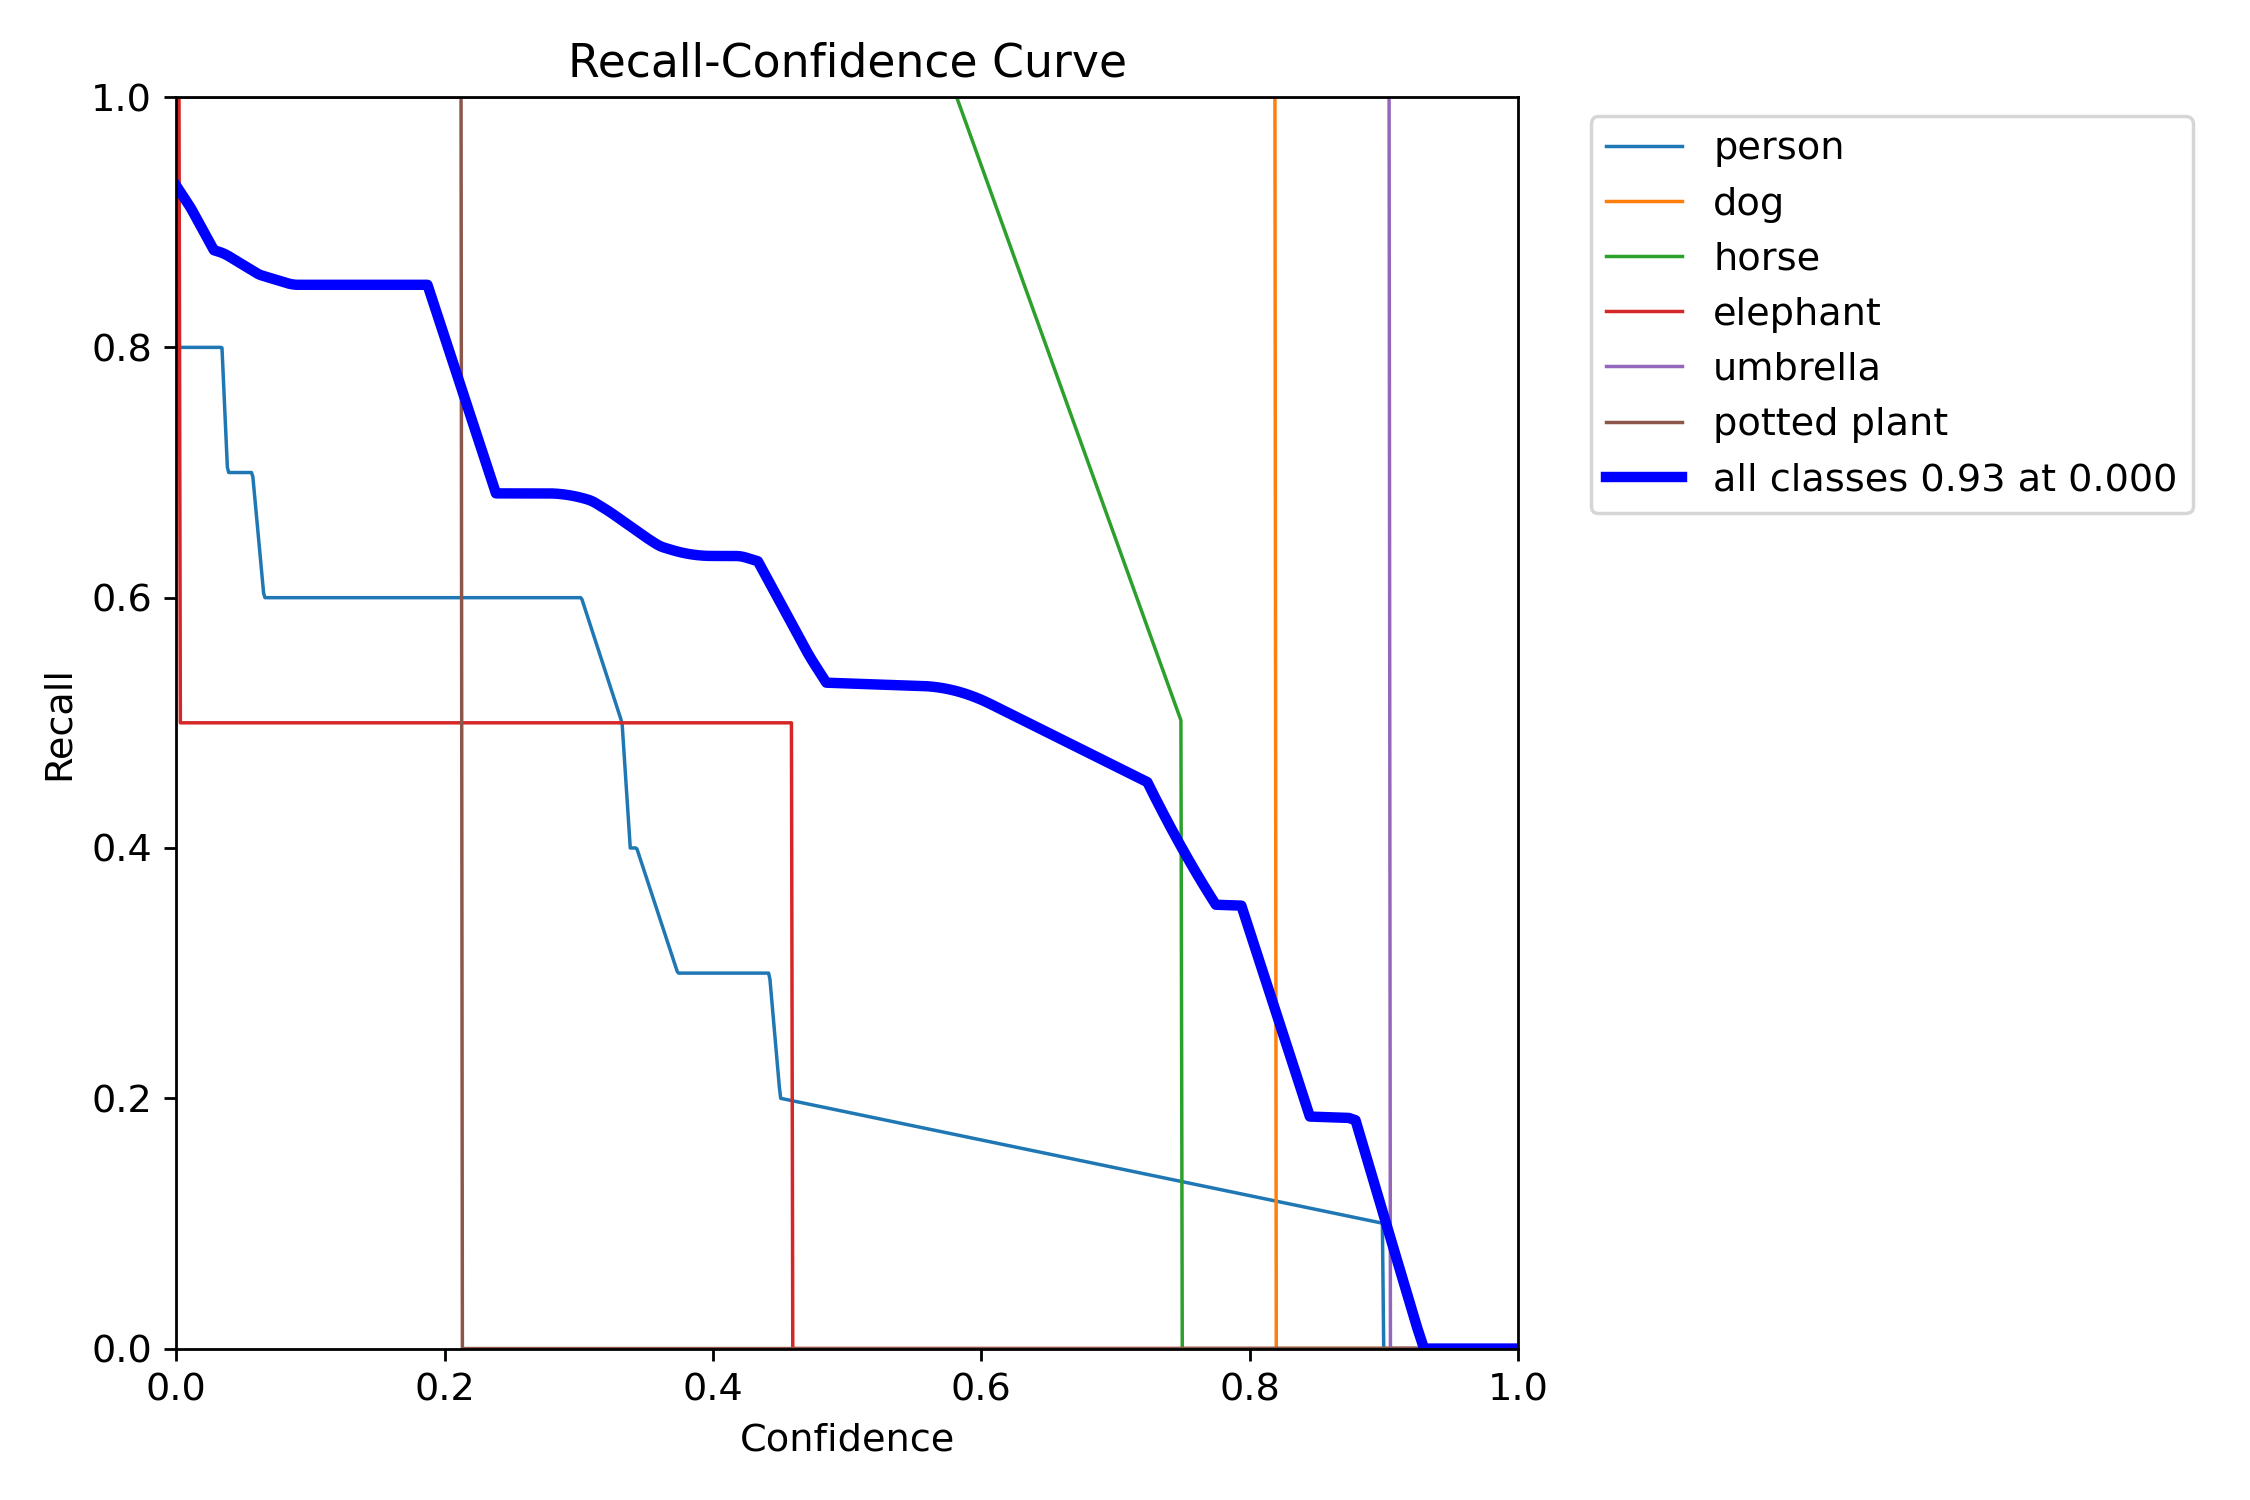 Recall-Confidence Curve
1.0
0.8
0.6
0.4
0.2
0.0
Recall
0.0 0.2 0.4 0.6 0.8 1.0
Confidence
person
dog
horse
elephant
umbrella
potted plant
all classes 0.93 at 0.000